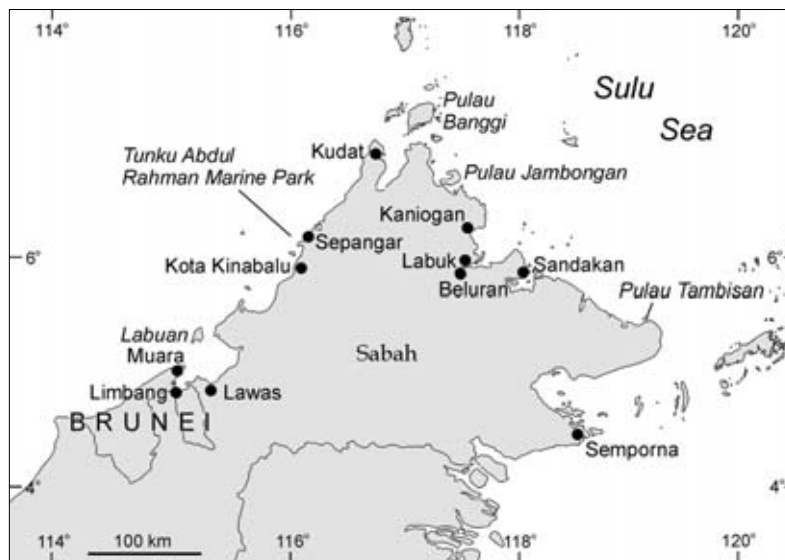 114°
116°
118°
120°
Sulu
Sea
Pulau
Banggi
Kudat
Tunku Abdul
Rahman Marine Park
Pulau Jambongan
Kaniogan
Sepangar
6°
6°
Kota Kinabalu
Labuk
Sandakan
Beluran
Pulau Tambisan
Labuan
Muara
Sabah
Limbang
Lawas
BRUNEI
Semporna
4°
4°
114°
100 km
116°
118°
120°